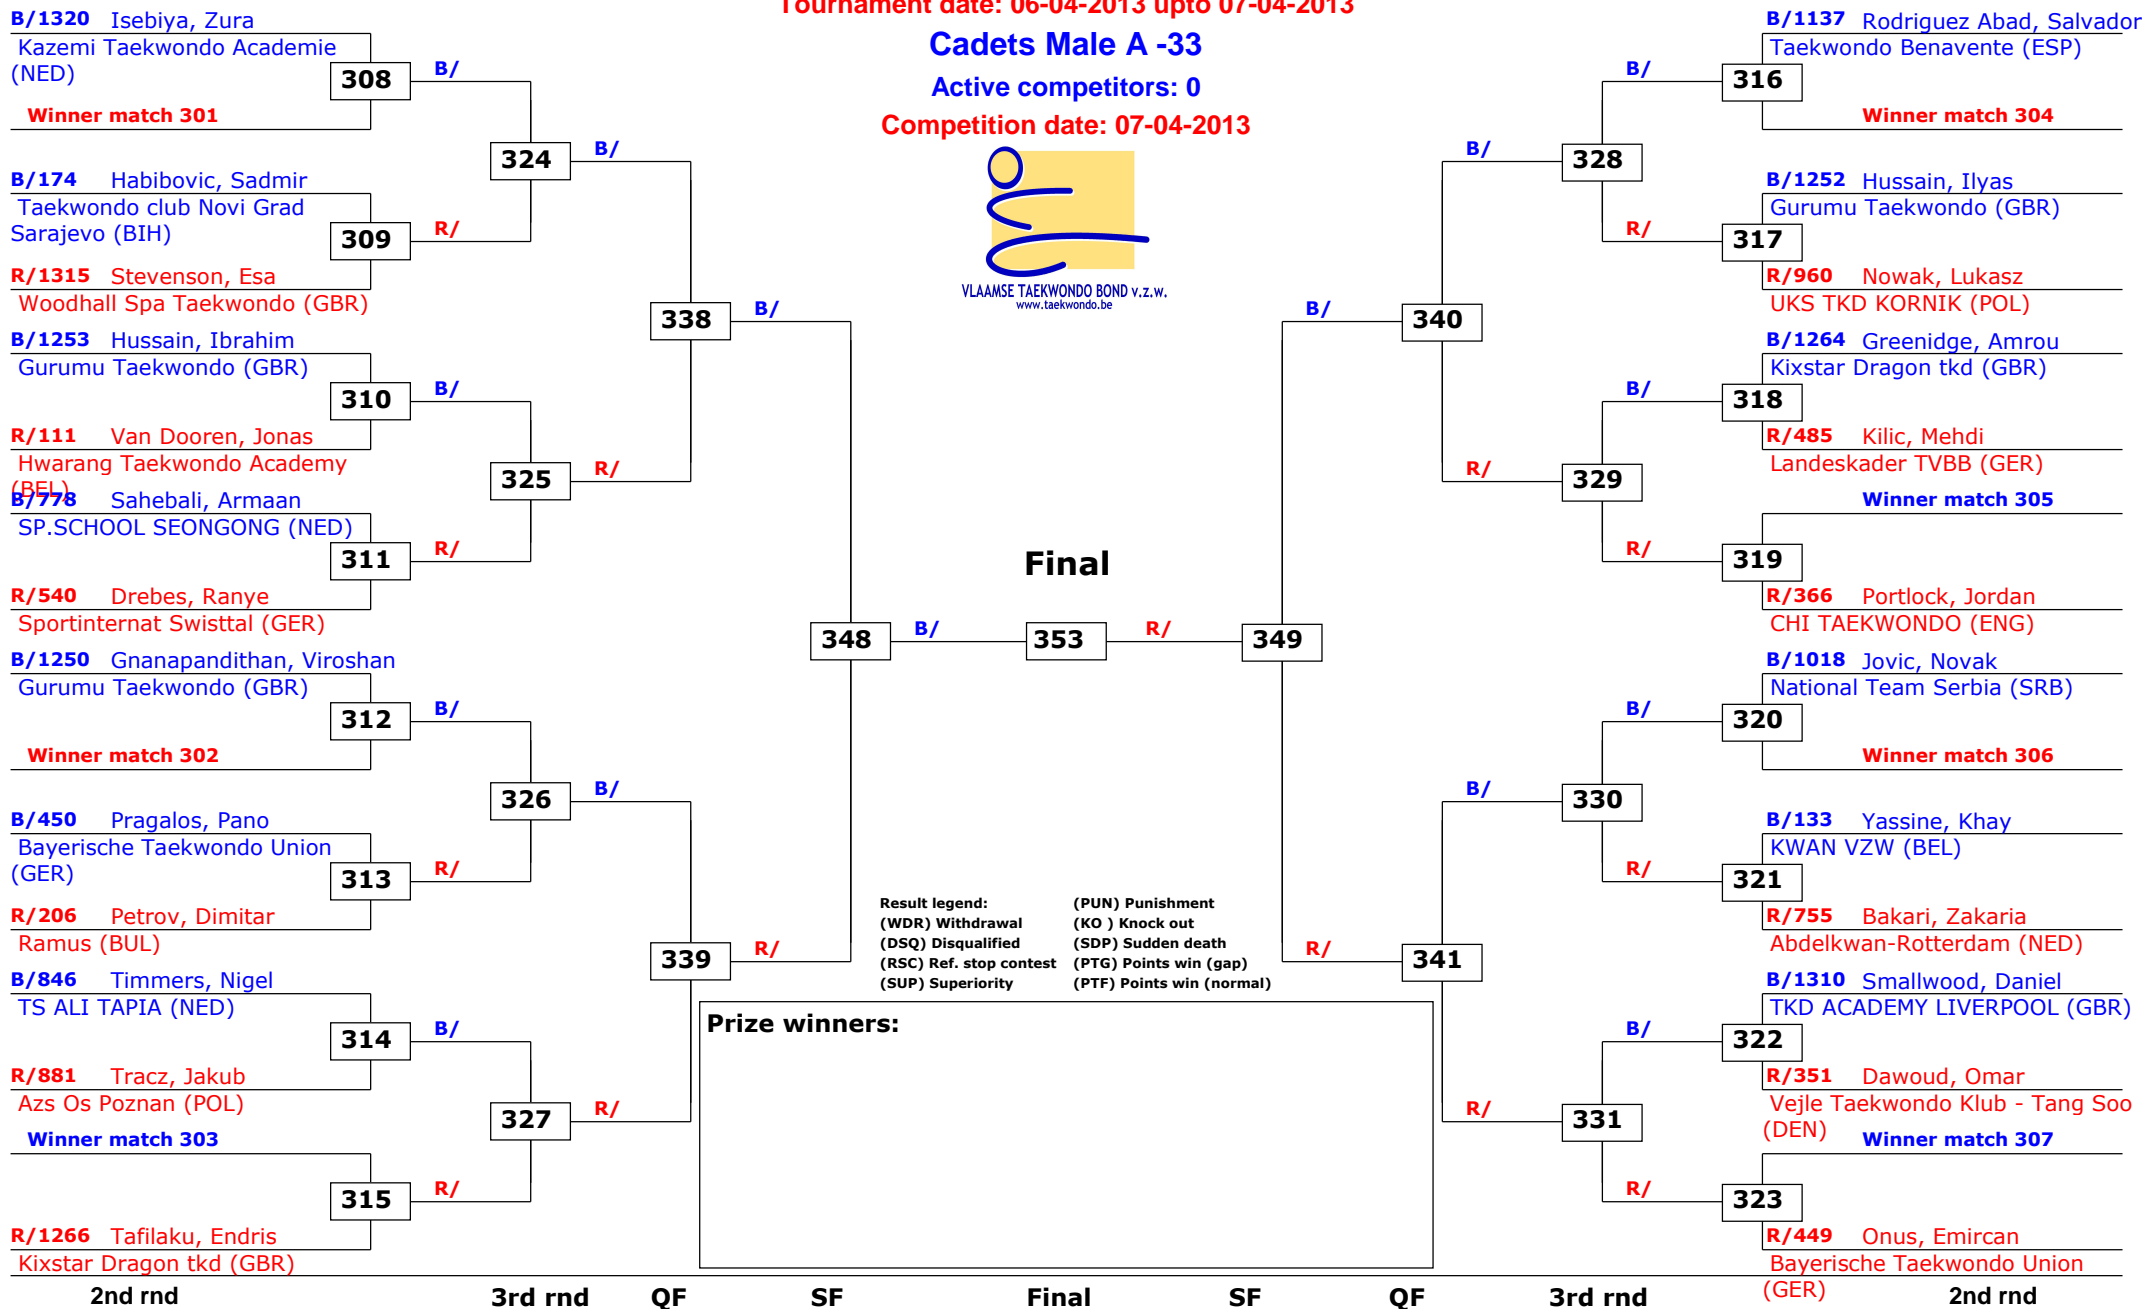 Tournament date: 06-04-2013 upto 07-04-2013
Cadets Male A -33
Active competitors: 0
Competition date: 07-04-2013
VLAAMSE TAEKWONDO BOND v.z.w.
www.taekwondo.be
B/1320 Isebiya, Zura
Kazemi Taekwondo Academie
(NED)
308
Winner match 301
B/174 Habibovic, Sadmir
Taekwondo club Novi Grad
Sarajevo (BIH)
309
R/1315 Stevenson, Esa
Woodhall Spa Taekwondo (GBR)
B/1253 Hussain, Ibrahim
Gurumu Taekwondo (GBR)
310
R/111 Van Dooren, Jonas
Hwarang Taekwondo Academy
(BEL)
B/778 Sahebali, Armaan
SP.SCHOOL SEONGONG (NED)
311
R/540 Drebes, Ranye
Sportinternat Swisttal (GER)
B/1250 Gnanapandithan, Viroshan
Gurumu Taekwondo (GBR)
312
Winner match 302
B/450 Pragalos, Pano
Bayerische Taekwondo Union
(GER)
313
R/206 Petrov, Dimitar
Ramus (BUL)
B/846 Timmers, Nigel
TS ALI TAPIA (NED)
314
R/881 Tracz, Jakub
Azs Os Poznan (POL)
Winner match 303
315
R/1266 Tafilaku, Endris
Kixstar Dragon tkd (GBR)
B/
324
R/
B/
325
R/
B/
326
R/
B/
327
R/
B/
338
R/
B/
339
R/
B/
348
R/
Final
B/
353
R/
B/
349
R/
B/
340
R/
B/
341
R/
B/
328
R/
B/
329
R/
B/
330
R/
B/
331
R/
B/1137 Rodriguez Abad, Salvador
Taekwondo Benavente (ESP)
316
Winner match 304
B/1252 Hussain, Ilyas
Gurumu Taekwondo (GBR)
317
R/960 Nowak, Lukasz
UKS TKD KORNIK (POL)
B/1264 Greenidge, Amrou
Kixstar Dragon tkd (GBR)
318
R/485 Kilic, Mehdi
Landeskader TVBB (GER)
Winner match 305
319
R/366 Portlock, Jordan
CHI TAEKWONDO (ENG)
B/1018 Jovic, Novak
National Team Serbia (SRB)
320
Winner match 306
B/133 Yassine, Khay
KWAN VZW (BEL)
321
R/755 Bakari, Zakaria
Abdelkwan-Rotterdam (NED)
B/1310 Smallwood, Daniel
TKD ACADEMY LIVERPOOL (GBR)
322
R/351 Dawoud, Omar
Vejle Taekwondo Klub - Tang Soo
(DEN)
Winner match 307
323
R/449 Onus, Emircan
Bayerische Taekwondo Union
(GER)
Result legend: (PUN) Punishment
(WDR) Withdrawal (KO ) Knock out
(DSQ) Disqualified (SDP) Sudden death
(RSC) Ref. stop contest (PTG) Points win (gap)
(SUP) Superiority (PTF) Points win (normal)
Prize winners:
2nd rnd 3rd rnd QF SF Final SF QF 3rd rnd 2nd rnd